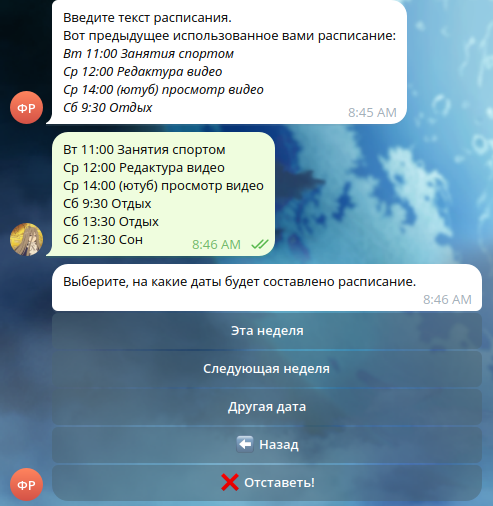 Введите текст расписания.
Вот предыдущее использованное вами расписание:
Вт 11:00 Занятия спортом
Ср 12:00 Редактура видео
Ср 14:00 (ютуб) просмотр видео
Сб 9:30 Отдых
ФР
8:45 AM
Вт 11:00 Занятия спортом
Ср 12:00 Редактура видео
Ср 14:00 (ютуб) просмотр видео
Сб 9:30 Отдых
Сб 13:30 Отдых
Сб 21:30 Сон
8:46 AM
Выберите, на какие даты будет составлено расписание.
8:46 AM
Эта неделя
Следующая неделя
Другая дата
Назад
ФР
Отставеть!